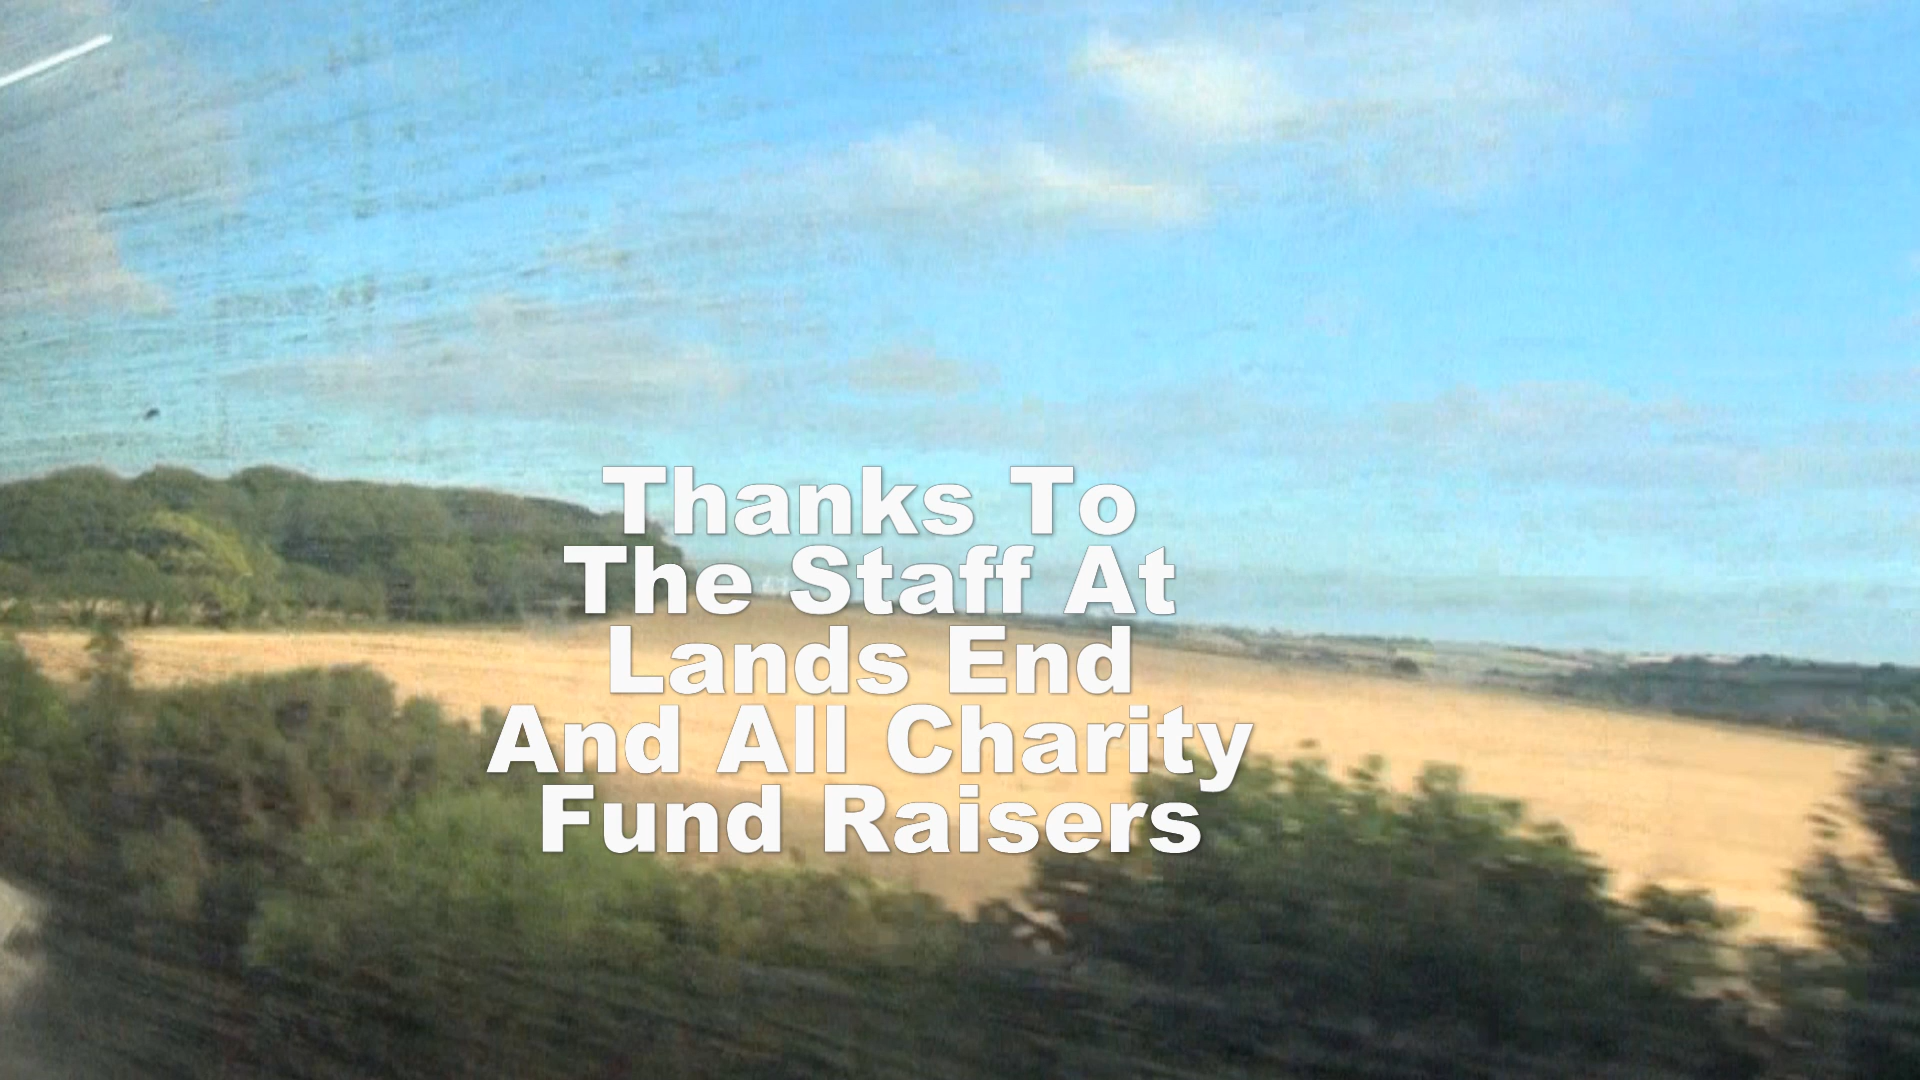 Thanks To
The Staff At
Lands End
And All Charity
Fund Raisers